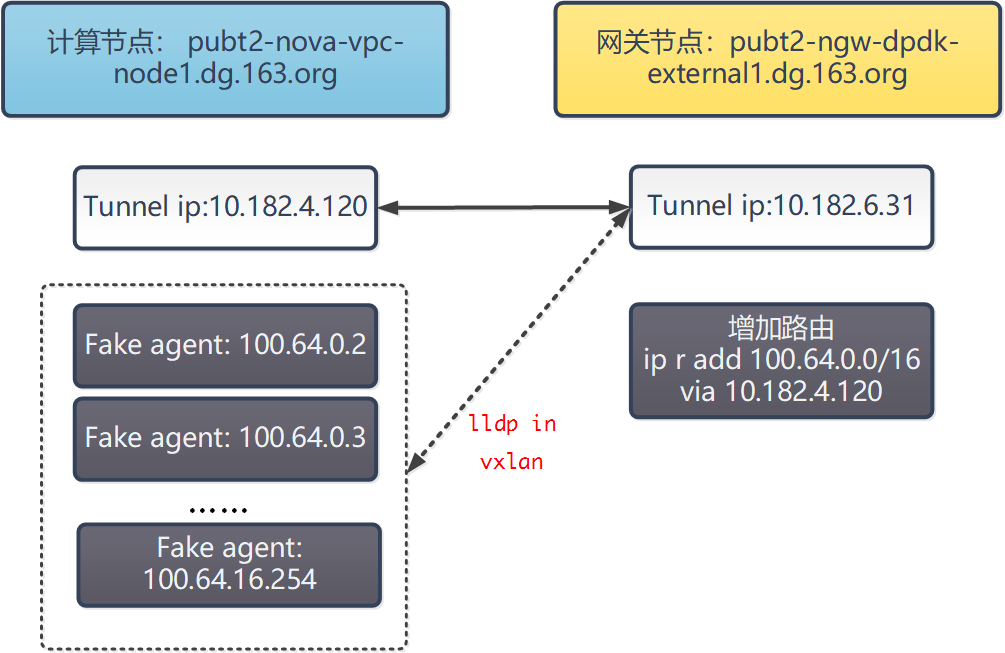 计算节点： pubt2-nova-vpc-
node1.dg.163.org
网关节点：pubt2-ngw-dpdk-
external1.dg.163.org
Tunnel ip:10.182.4.120
Tunnel ip:10.182.6.31
Fake agent: 100.64.0.2
增加路由
ip r add 100.64.0.0/16
via 10.182.4.120
Fake agent: 100.64.0.3
lldp in
vxlan
......
Fake agent:
100.64.16.254